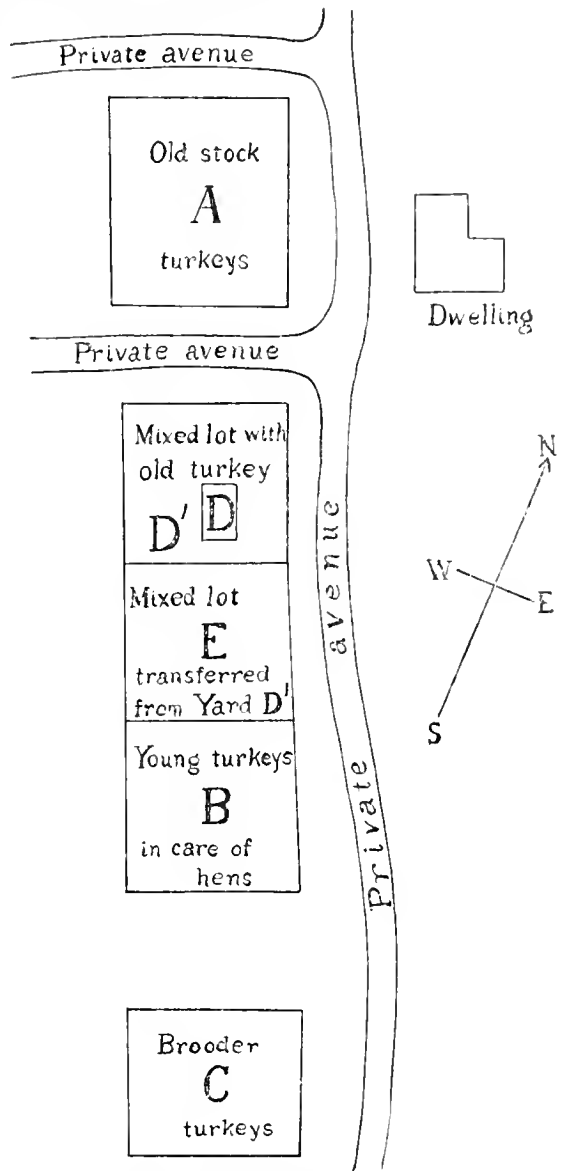 Private avenue
Old stock
A
turkeys
Dwelling
Private avenue
Mixed lot with
old turkey
D' D
Mixed lot
E
transferred
from Yard D'
Young turkeys
B
in care of
hens
Private avenue
N
W
E
S
Brooder
C
turkeys